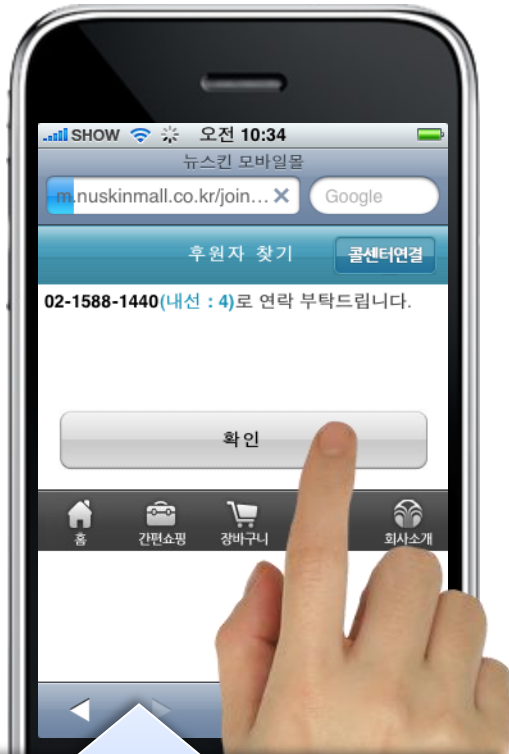 SHOW 오전 10:34
뉴스킨 모바일몰
m.nuskinmall.co.kr/join... Google
후원자 찾기 콜센터연결
02-1588-1440(내선 : 4)로 연락 부탁드립니다.
확인
홈 간편쇼핑 장바구니 회사소개